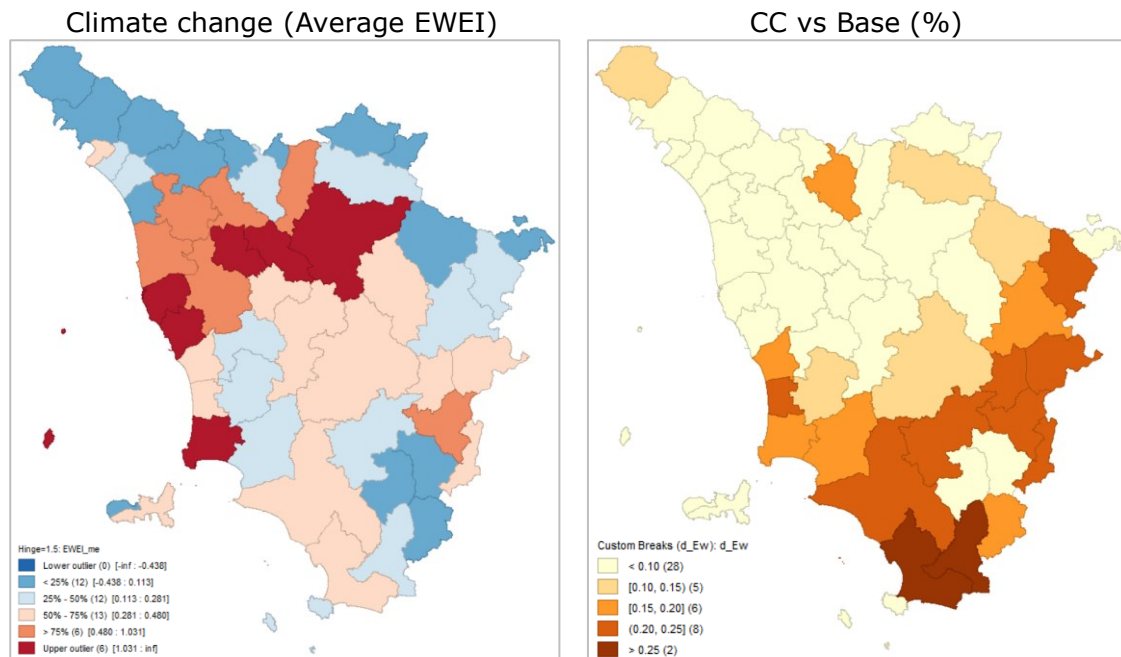 Climate change (Average EWEI)
CC vs Base (%)
Hinge=1.5: EWEI_me
Lower outlier (0) [-inf : -0.438]
< 25% (12) [-0.438 : 0.113]
25% - 50% (12) [0.113 : 0.281]
50% - 75% (13) [0.281 : 0.480]
> 75% (6) [0.480 : 1.031]
Upper outlier (6) [1.031 : inf]
Custom Breaks (d_Ew): d_Ew
< 0.10 (28)
[0.10, 0.15) (5)
[0.15, 0.20] (6)
(0.20, 0.25] (8)
> 0.25 (2)